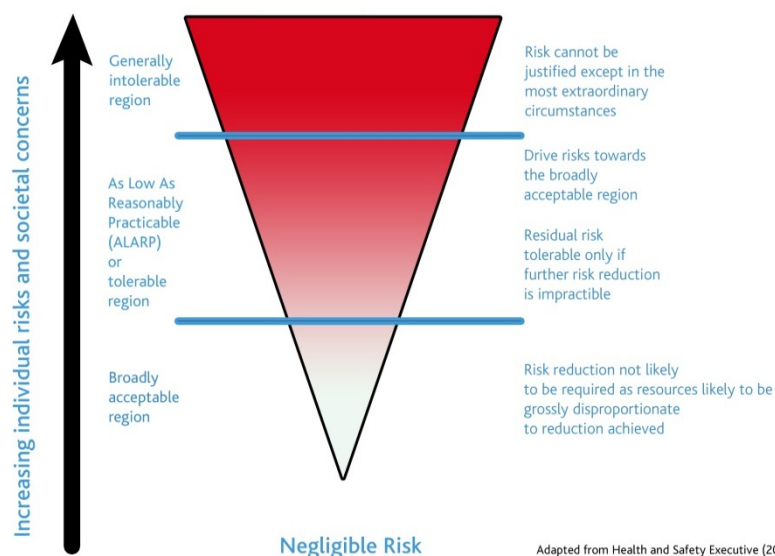 Increasing individual risks and societal concerns
Generally
intolerable
region
Risk cannot be
justified except in the
most extraordinary
circumstances
As Low As
Reasonably
Practicable
(ALARP)
or
tolerable
region
Drive risks towards
the broadly
acceptable region
Residual risk
tolerable only if
further risk reduction
is impractible
Broadly
acceptable
region
Risk reduction not likely
to be required as resources likely to be
grossly disproportionate
to reduction achieved
Negligible Risk
Adapted from Health and Safety Executive (20